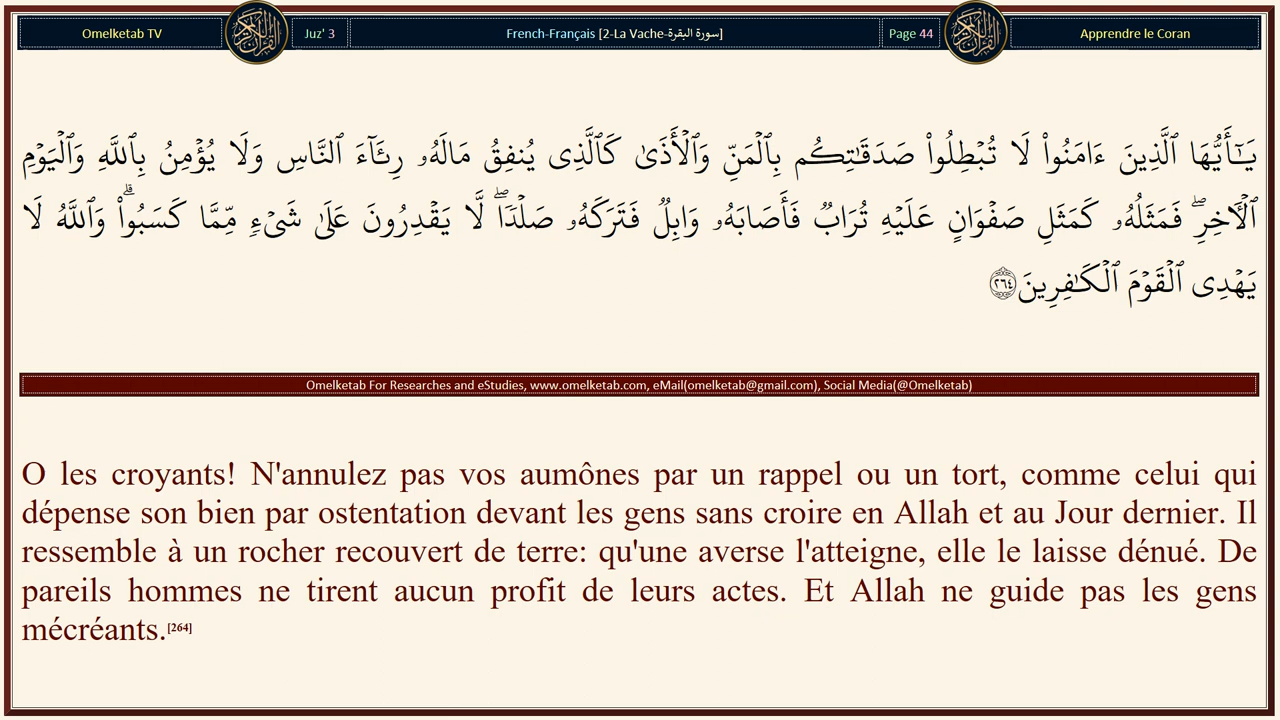 Omelketab TV
Juz' 3
French-Français [2-La Vache-سورة البقرة]
Page 44
Apprendre le Coran
يَـٰٓأَيُّهَا ٱلَّذِينَ ءَامَنُوا۟ لَا تُبْطِلُوا۟ صَدَقَـٰتِكُم بِٱلْمَنِّ وَٱلْأَذَىٰ كَٱلَّذِى يُنفِقُ مَالَهُۥ رِئَآءَ ٱلنَّاسِ وَلَا يُؤْمِنُ بِٱللَّهِ وَٱلْيَوْمِ
ٱلْـَٔاخِرِ ۖ فَمَثَلُهُۥ كَمَثَلِ صَفْوَانٍ عَلَيْهِ تُرَابٌ فَأَصَابَهُۥ وَابِلٌ فَتَرَكَهُۥ صَلْدًا ۖ لَّا يَقْدِرُونَ عَلَىٰ شَىْءٍ مِّمَّا كَسَبُوا۟ ۗ وَٱللَّهُ لَا
يَهْدِى ٱلْقَوْمَ ٱلْكَـٰفِرِينَ ٢٦٤
Omelketab For Researches and eStudies, www.omelketab.com, eMail(omelketab@gmail.com), Social Media(@Omelketab)
O les croyants! N'annulez pas vos aumônes par un rappel ou un tort, comme celui qui
dépense son bien par ostentation devant les gens sans croire en Allah et au Jour dernier. Il
ressemble à un rocher recouvert de terre: qu'une averse l'atteigne, elle le laisse dénué. De
pareils hommes ne tirent aucun profit de leurs actes. Et Allah ne guide pas les gens
mécréants.[264]